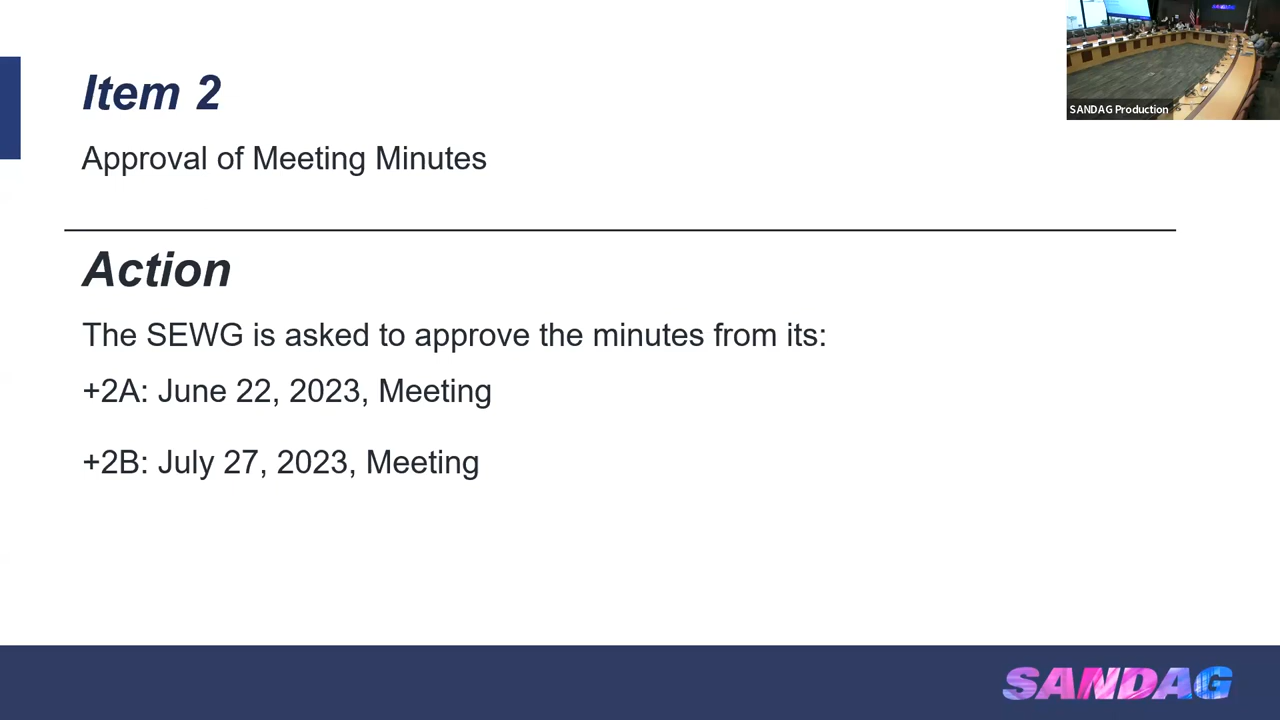 SANDAG Production
Item 2
Approval of Meeting Minutes
Action
The SEWG is asked to approve the minutes from its:
+2A: June 22, 2023, Meeting
+2B: July 27, 2023, Meeting
SANDAG